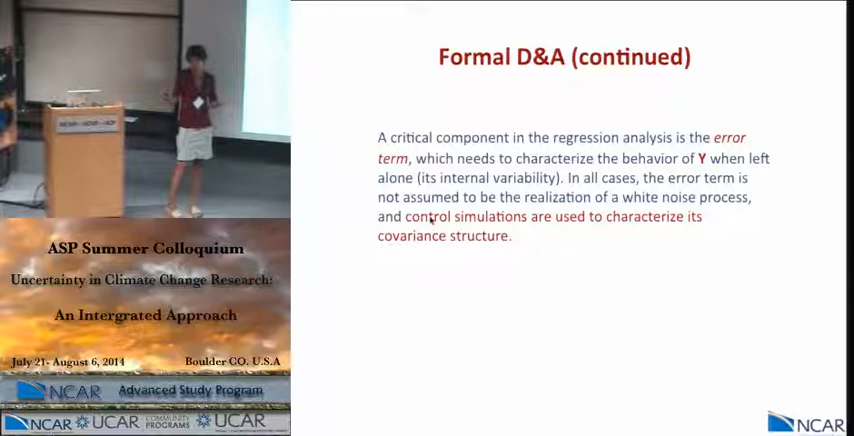 Formal D&A (continued)
A critical component in the regression analysis is the error
term, which needs to characterize the behavior of Y when left
alone (its internal variability). In all cases, the error term is
not assumed to be the realization of a white noise process,
and control simulations are used to characterize its
covariance structure.
ASP Summer Colloquium
Uncertainty in Climate Change Research:
An Intergrated Approach
July 21- August 6, 2014
Boulder CO. U.S.A
NCAR Advanced Study Program
NCAR UCAR COMMUNITY PROGRAMS UCAR
NCAR